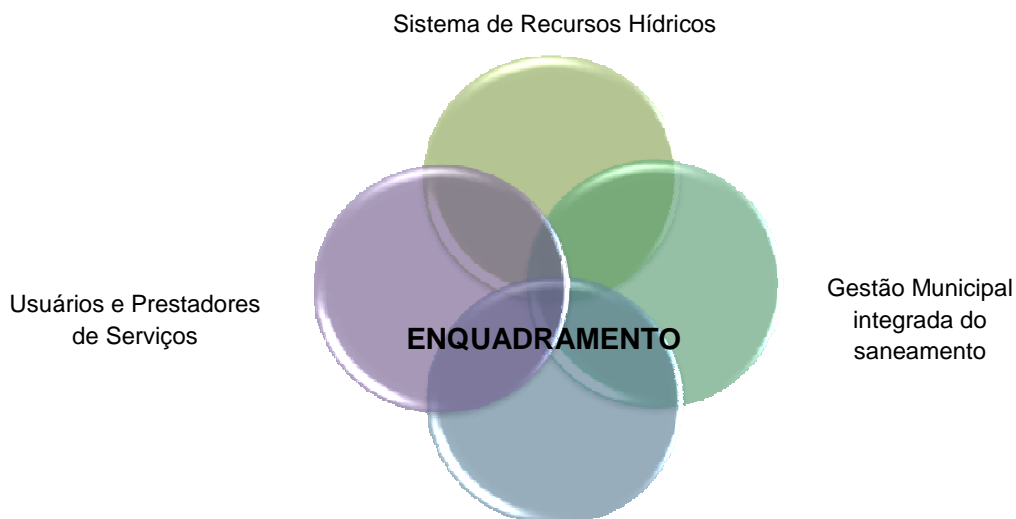 Sistema de Recursos Hídricos
Usuários e Prestadores
de Serviços
ENQUADRAMENTO
Gestão Municipal
integrada do
saneamento